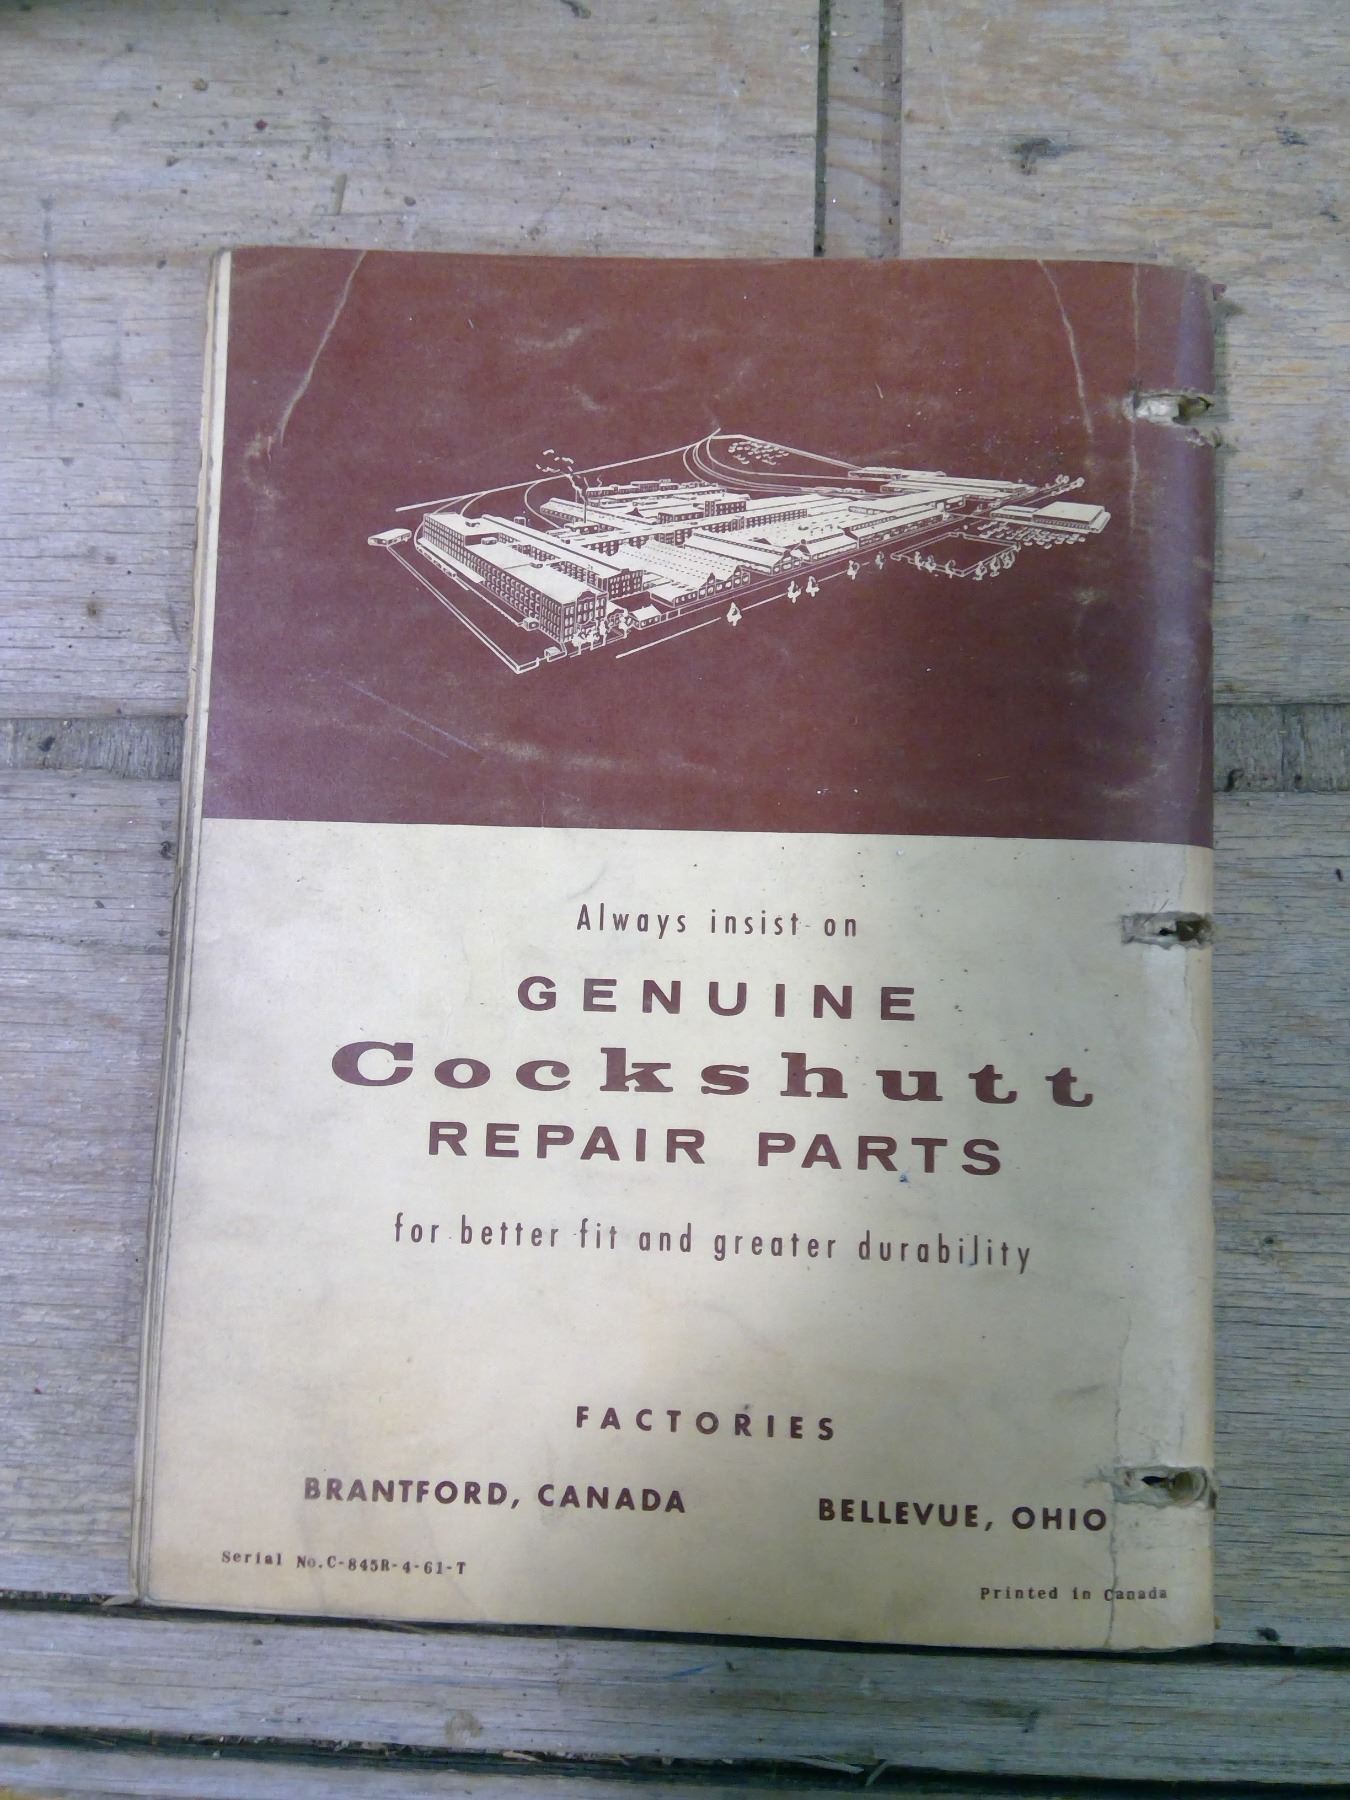 Always insist on
GENUINE
Cockshutt
REPAIR PARTS
for better fit and greater durability
FACTORIES
BRANTFORD, CANADA
BELLEVUE, OHIO
Serial No.C-845R-4-61-T
Printed in Canada